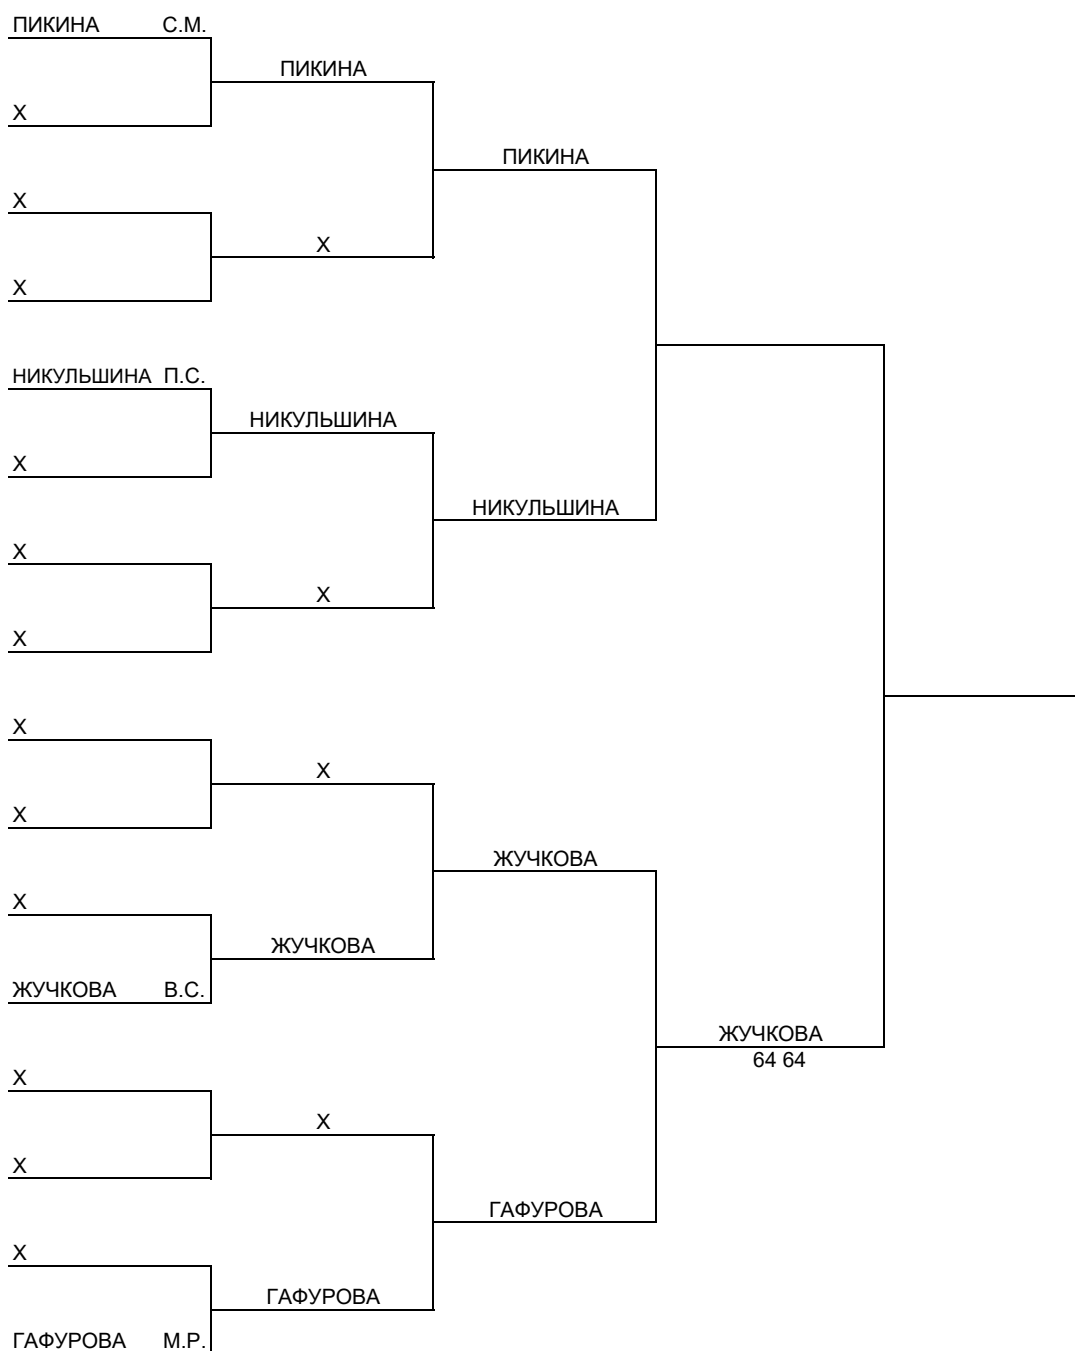 ПИКИНА С.М.
ПИКИНА
Х
ПИКИНА
Х
Х
Х
НИКУЛЬШИНА П.С.
НИКУЛЬШИНА
Х
НИКУЛЬШИНА
Х
Х
Х
Х
Х
Х
ЖУЧКОВА
Х
ЖУЧКОВА
ЖУЧКОВА В.С.
ЖУЧКОВА
64 64
Х
Х
Х
ГАФУРОВА
Х
ГАФУРОВА
ГАФУРОВА М.Р.